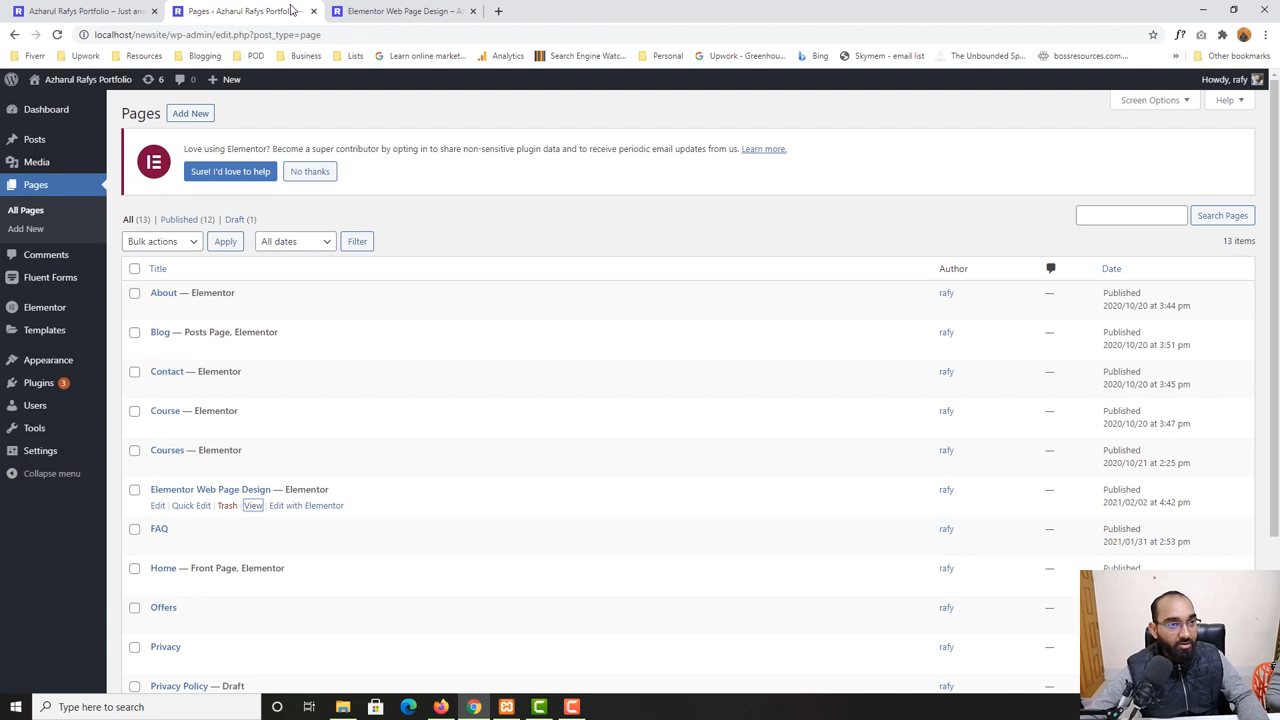 Azharul Rafys Portfolio – Just and
Pages ‹ Azharul Rafys Portfolio
Elementor Web Page Design – A
localhost/newsite/wp-admin/edit.php?post_type=page
Fiverr
Upwork
Resources
Blogging
POD
Business
Lists
Learn online market...
Analytics
Search Engine Watc...
Personal
Upwork - Greenhou...
Bing
Skymem - email list
The Unbounded Sp...
bossresources.com...
»
Other bookmarks
Azharul Rafys Portfolio
6
0
+ New
Howdy, rafy
Dashboard
Posts
Media
Pages
All Pages
Add New
Comments
Fluent Forms
Elementor
Templates
Appearance
Plugins 3
Users
Tools
Settings
Collapse menu
Screen Options
Help
Pages
Add New
Love using Elementor? Become a super contributor by opting in to share non-sensitive plugin data and to receive periodic email updates from us. Learn more.
Sure! I'd love to help
No thanks
All (13) | Published (12) | Draft (1)
Search Pages
Bulk actions
Apply
All dates
Filter
13 items
Title
Author
Date
About — Elementor
rafy
—
Published
2020/10/20 at 3:44 pm
Blog — Posts Page, Elementor
rafy
—
Published
2020/10/20 at 3:51 pm
Contact — Elementor
rafy
—
Published
2020/10/20 at 3:45 pm
Course — Elementor
rafy
—
Published
2020/10/20 at 3:47 pm
Courses — Elementor
rafy
—
Published
2020/10/21 at 2:25 pm
Elementor Web Page Design — Elementor
Edit | Quick Edit | Trash | View | Edit with Elementor
rafy
—
Published
2021/02/02 at 4:42 pm
FAQ
rafy
—
Published
2021/01/31 at 2:53 pm
Home — Front Page, Elementor
rafy
—
Published
Offers
rafy
—
Privacy
rafy
—
Privacy Policy — Draft
rafy
—
Type here to search